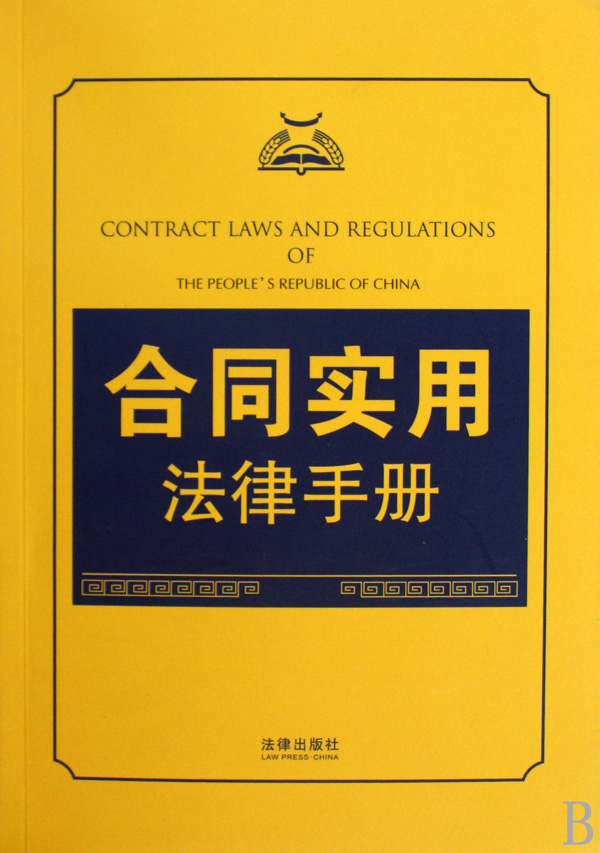 CONTRACT LAWS AND REGULATIONS
OF
THE PEOPLE'S REPUBLIC OF CHINA
合同实用
法律手册
法律出版社
LAW PRESS·CHINA
B